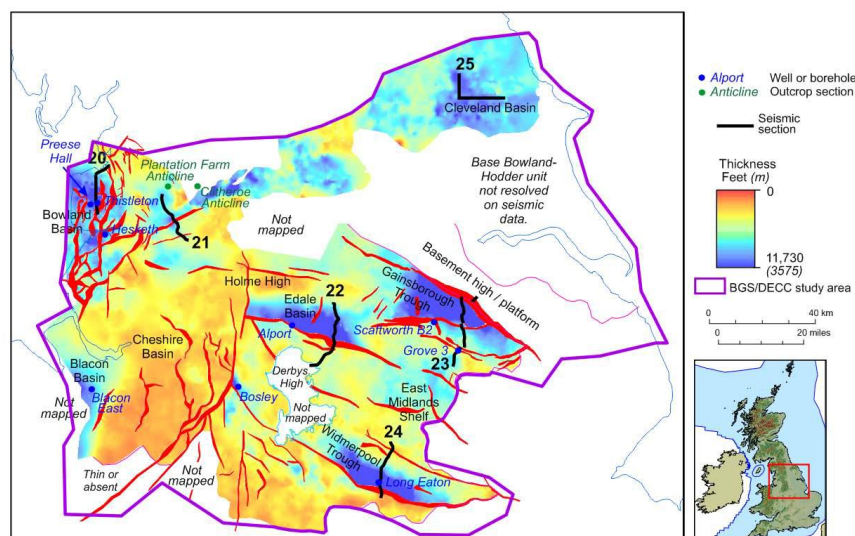 25
Cleveland Basin
Preese
Hall
20
Plantation Farm
Anticline
Clitheroe
Anticline
Thistleton
Bowland
Basin
Hesketh
21
Not
mapped
Base Bowland-
Hodder unit
not resolved
on seismic
data.
Holme High
22
Edale
Basin
Gainsborough
Trough
Basement high / platform
Alport
Scaftworth B2
Grove 3
23
Cheshire
Basin
Blacon
Basin
Blacon
East
Not
mapped
Bosley
Derbys.
High
Not
mapped
East
Midlands
Shelf
Thin or
absent
Not
mapped
Widmerpool
Trough
24
Long Eaton
Alport
Well or borehole
Anticline
Outcrop section
Seismic
section
Thickness
Feet (m)
0
11,730
(3575)
BGS/DECC study area
0 40 km
0 20 miles